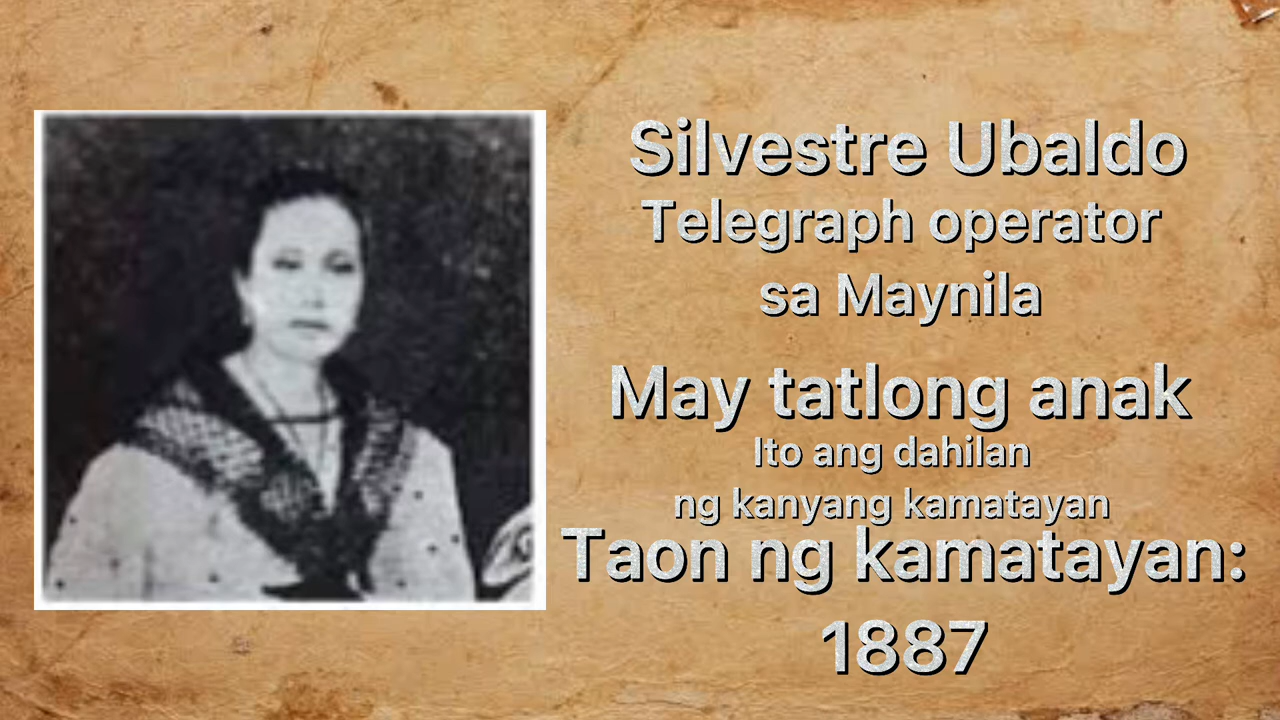 Silvestre Ubaldo
Telegraph operator
sa Maynila
May tatlong anak
Ito ang dahilan
ng kanyang kamatayan
Taon ng kamatayan:
1887